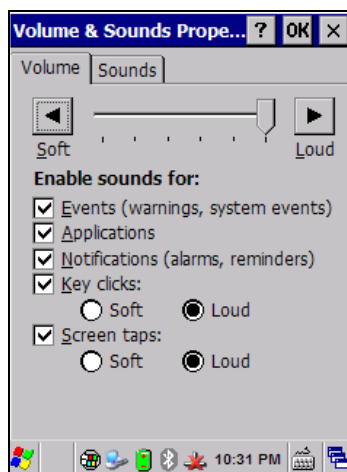 Volume & Sounds Prope... ? OK ×
Volume Sounds
Soft Loud
Enable sounds for:
Events (warnings, system events)
Applications
Notifications (alarms, reminders)
Key clicks:
Soft Loud
Screen taps:
Soft Loud
10:31 PM